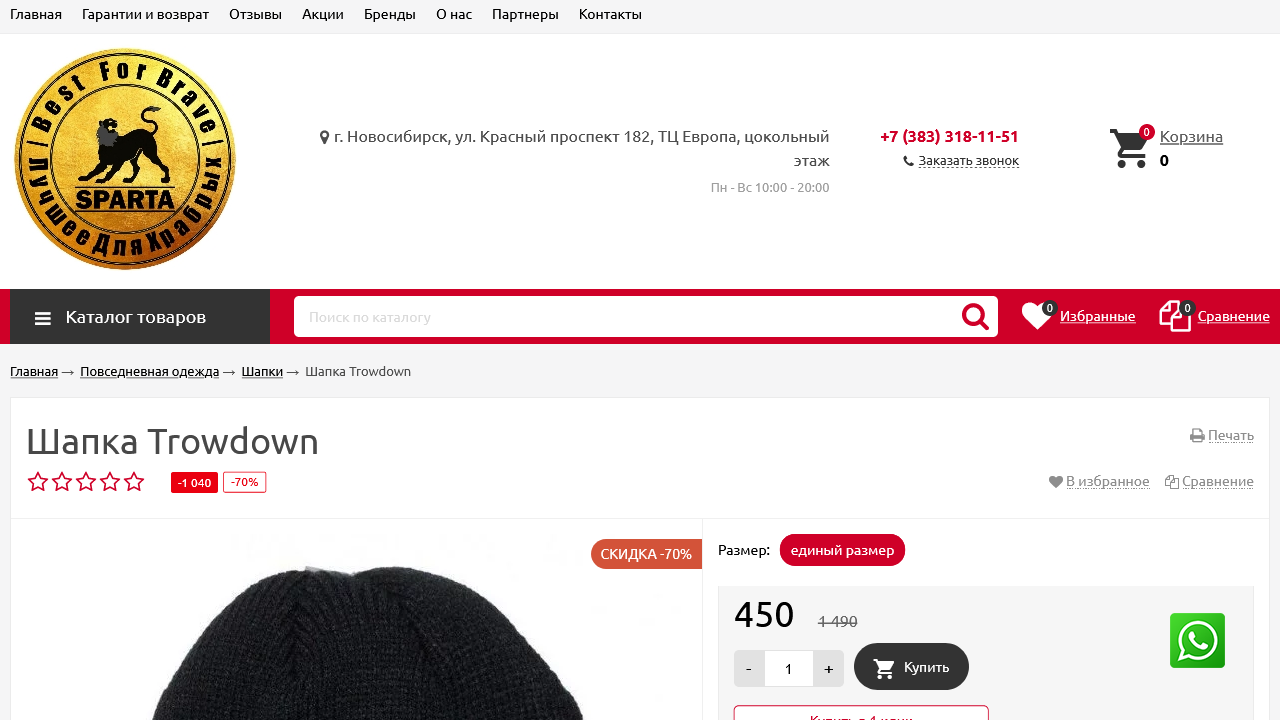 Главная Гарантии и возврат Отзывы Акции Бренды О нас Партнеры Контакты
| Best For Brave |
SPARTA
Лучшее Для Храбрых
г. Новосибирск, ул. Красный проспект 182, ТЦ Европа, цокольный
этаж
Пн - Вс 10:00 - 20:00
+7 (383) 318-11-51
Заказать звонок
0
Корзина
0
Каталог товаров
Поиск по каталогу
0 Избранные
0 Сравнение
Главная → Повседневная одежда → Шапки → Шапка Trowdown
Шапка Trowdown
Печать
-1 040 -70%
В избранное Сравнение
СКИДКА -70%
Размер: единый размер
450 1 490
- 1 + Купить
Купить в 1 клик